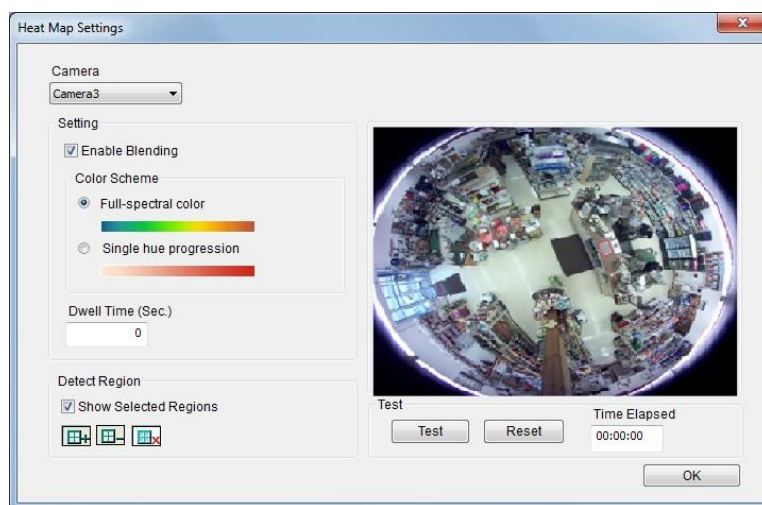 Heat Map Settings
Camera
Camera3
Setting
Enable Blending
Color Scheme
Full-spectral color
Single hue progression
Dwell Time (Sec.)
0
Detect Region
Show Selected Regions
Test
Test
Reset
Time Elapsed
00:00:00
OK